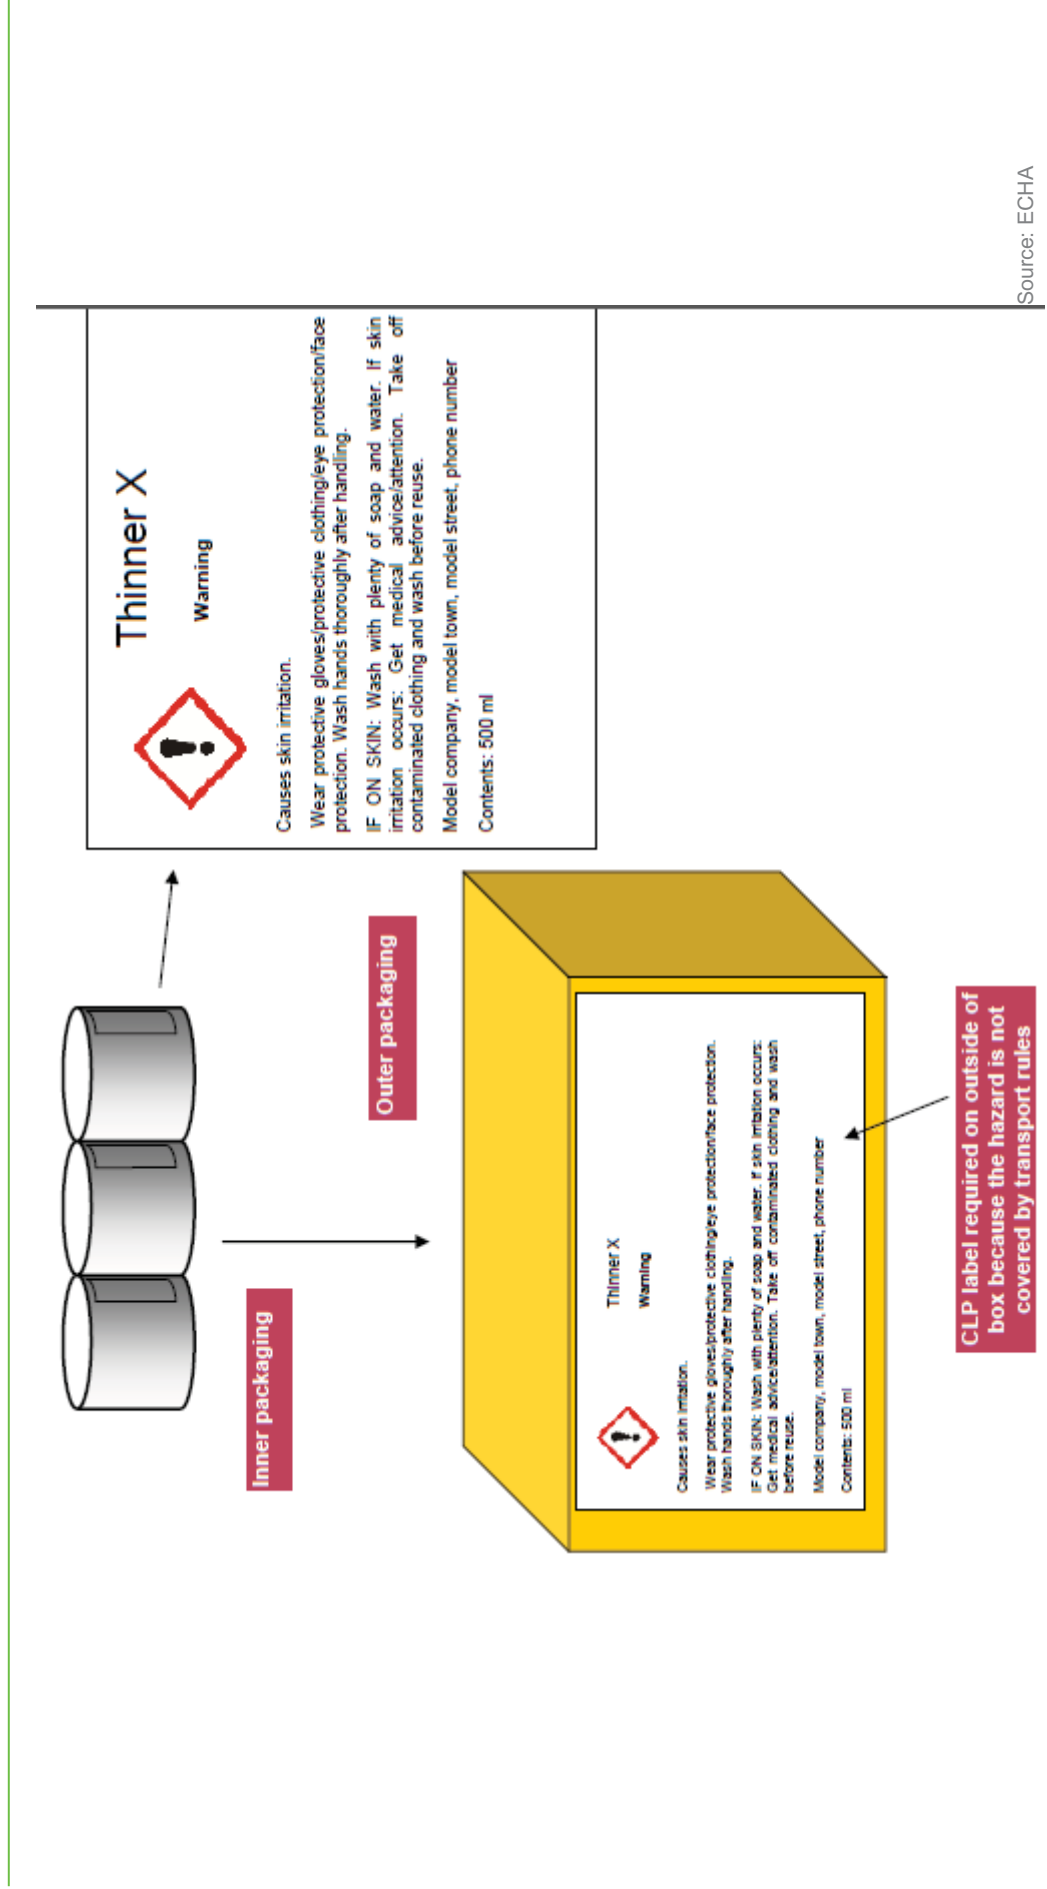 Inner packaging
Thinner X
Warning
Causes skin irritation.
Wear protective gloves/protective clothing/eye protection/face
protection. Wash hands thoroughly after handling.
IF ON SKIN: Wash with plenty of soap and water. If skin
irritation occurs: Get medical advice/attention. Take off
contaminated clothing and wash before reuse.
Model company, model town, model street, phone number
Contents: 500 ml
Outer packaging
Thinner X
Warning
Causes skin irritation.
Wear protective gloves/protective clothing/eye protection/face protection.
Wash hands thoroughly after handling.
IF ON SKIN: Wash with plenty of soap and water. If skin irritation occurs:
Get medical advice/attention. Take off contaminated clothing and wash
before reuse.
Model company, model town, model street, phone number
Contents: 500 ml
CLP label required on outside of
box because the hazard is not
covered by transport rules
Source: ECHA